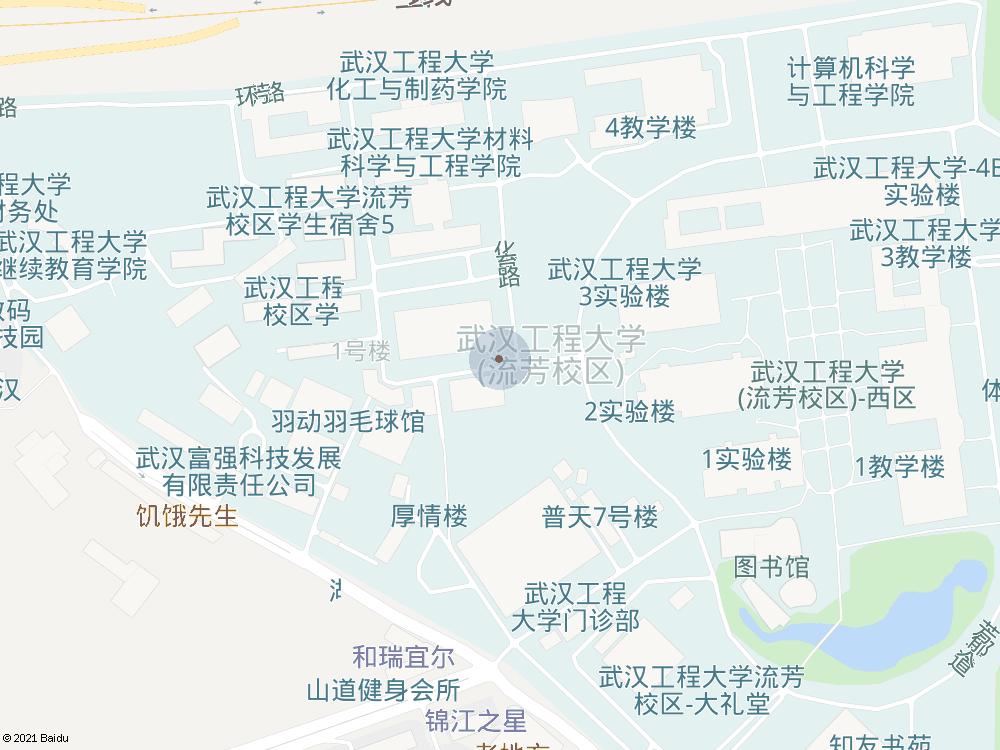 武汉工程大学
化工与制药学院
环湾路
路
计算机科学
与工程学院
4教学楼
武汉工程大学材料
科学与工程学院
武汉工程大学-4E
实验楼
程大学
财务处
武汉工程大学流芳
校区学生宿舍5
武汉工程大学
继续教育学院
化育路
武汉工程大学
3教学楼
武汉工程大学
3实验楼
武汉工程
校区学
数码
技园
1号楼
武汉工程大学
(流芳校区)
武汉工程大学
(流芳校区)-西区
汉
体
羽动羽毛球馆
2实验楼
武汉富强科技发展
有限责任公司
1实验楼
1教学楼
饥饿先生
厚情楼
普天7号楼
图书馆
武汉工程
大学门诊部
和瑞宜尔
山道健身会所
武汉工程大学流芳
校区-大礼堂
锦江之星
知友书苑
© 2021 Baidu